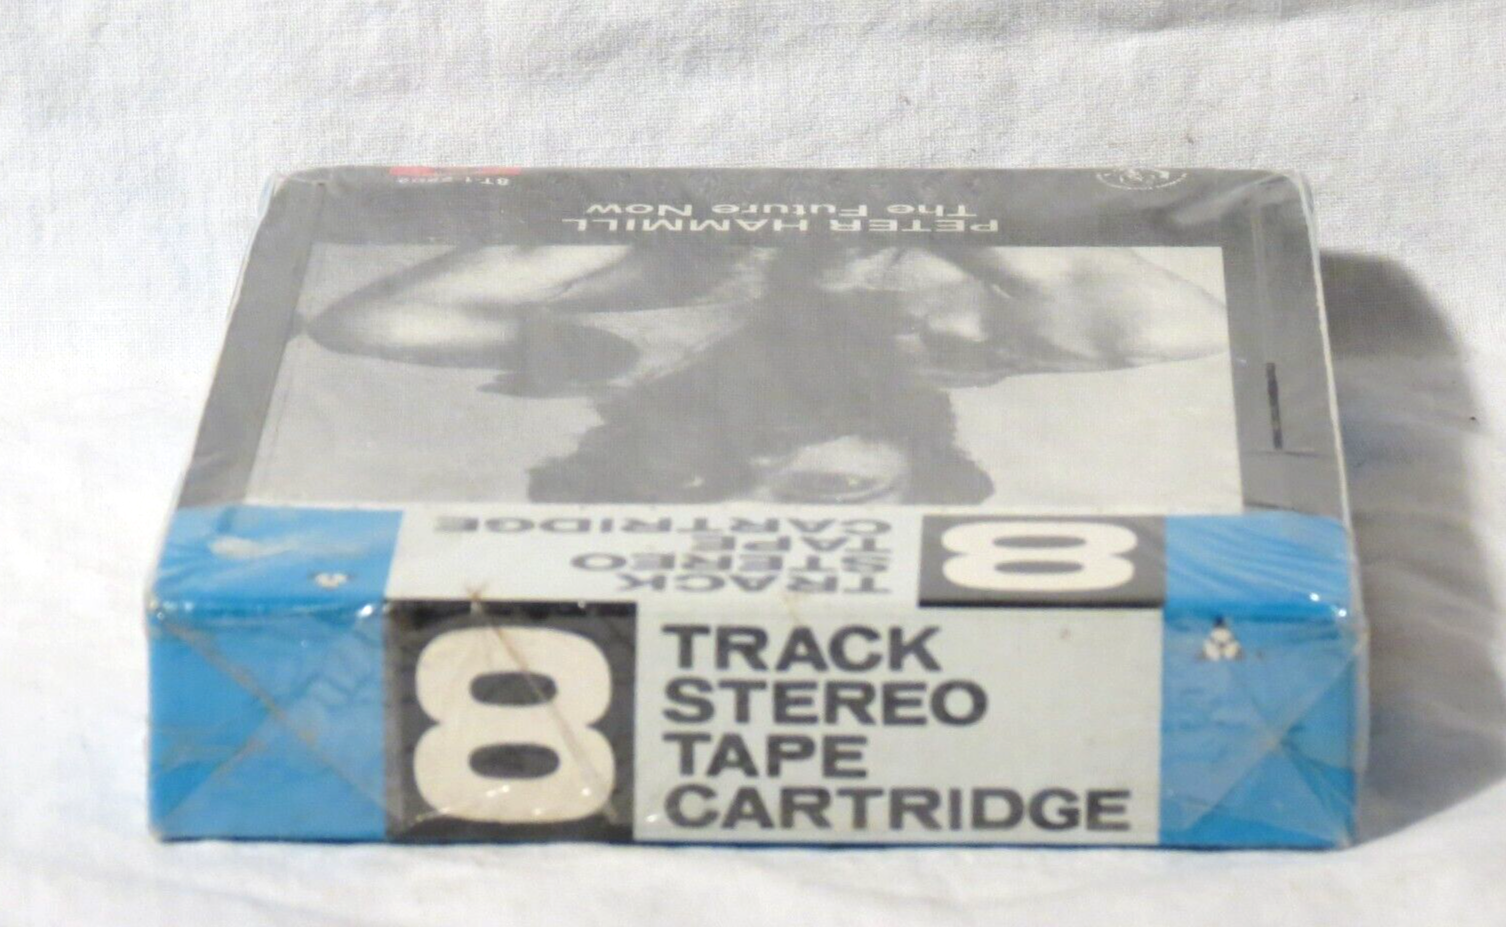 PETER HAMMILL
The Future Now
8
TRACK
STEREO
TAPE
CARTRIDGE
8
TRACK
STEREO
TAPE
CARTRIDGE